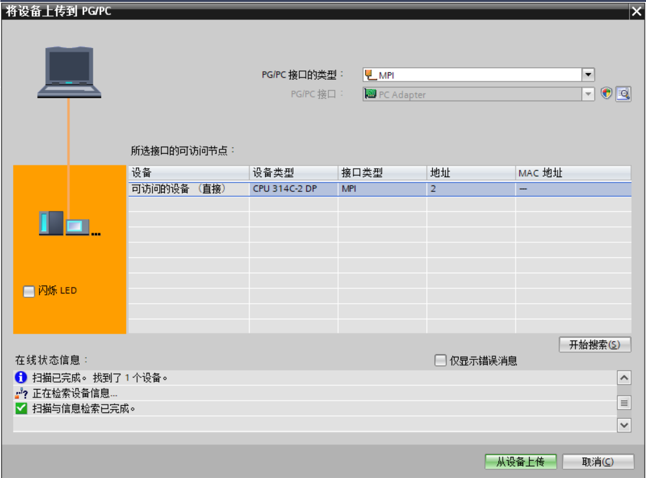 将设备上传到 PG/PC
PG/PC 接口的类型：
MPI
PG/PC 接口：
PC Adapter
所选接口的可访问节点：
设备 设备类型 接口类型 地址 MAC 地址
可访问的设备 （直接） CPU 314C-2 DP MPI 2 —
闪烁 LED
开始搜索(S)
在线状态信息：
仅显示错误消息
扫描已完成。找到了 1 个设备。
正在检索设备信息...
扫描与信息检索已完成。
从设备上传
取消(C)